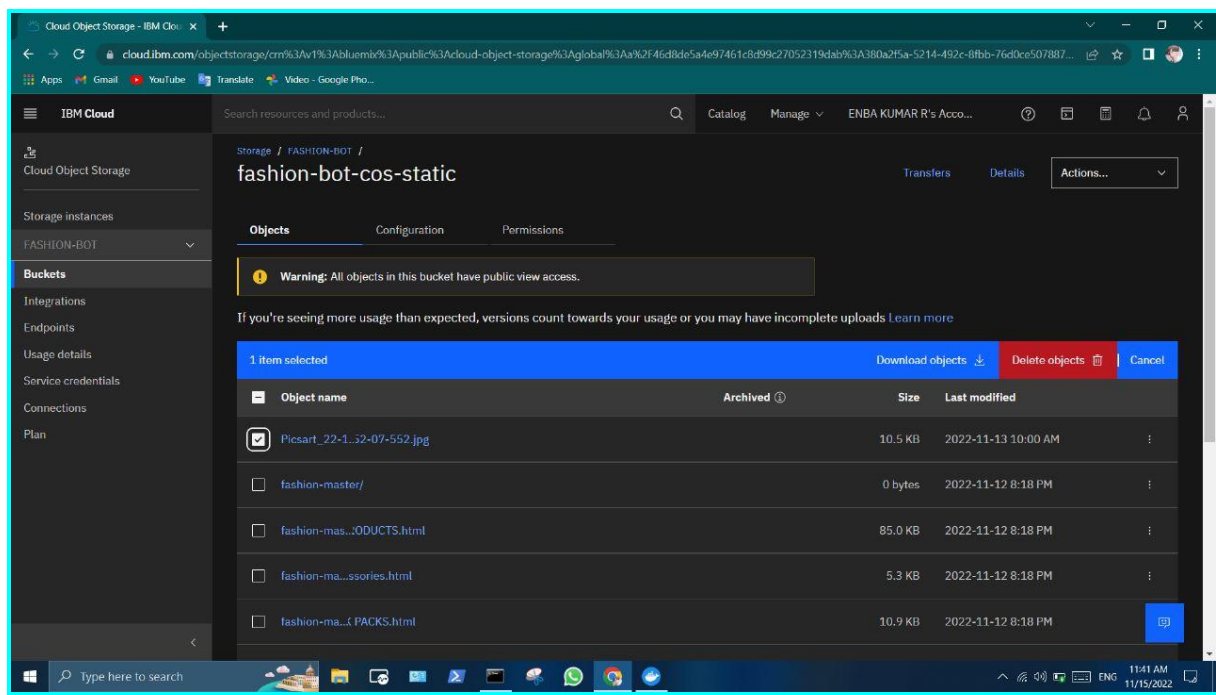 Cloud Object Storage - IBM Clou
cloud.ibm.com/objectstorage/crn%3Av1%3Abluemix%3Apublic%3Acloud-object-storage%3Aglobal%3Aa%2F46d8de5a4e97461c8d99c27052319dab%3A380a2f5a-5214-492c-8fbb-76d0ce507887...
Apps Gmail YouTube Translate Video - Google Pho...
IBM Cloud Search resources and products... Catalog Manage ENBA KUMAR R's Acco...
Cloud Object Storage
Storage instances
FASHION-BOT
Buckets
Integrations
Endpoints
Usage details
Service credentials
Connections
Plan
Storage / FASHION-BOT /
fashion-bot-cos-static
Transfers Details Actions...
Objects Configuration Permissions
Warning: All objects in this bucket have public view access.
If you're seeing more usage than expected, versions count towards your usage or you may have incomplete uploads Learn more
1 item selected Download objects Delete objects Cancel
Object name Archived Size Last modified
Picsart_22-1..52-07-552.jpg 10.5 KB 2022-11-13 10:00 AM
fashion-master/ 0 bytes 2022-11-12 8:18 PM
fashion-mas... 85.0 KB 2022-11-12 8:18 PM
fashion-ma...ssories.html 5.3 KB 2022-11-12 8:18 PM
fashion-ma... PACKS.html 10.9 KB 2022-11-12 8:18 PM
Type here to search
ENG
11:41 AM
11/15/2022